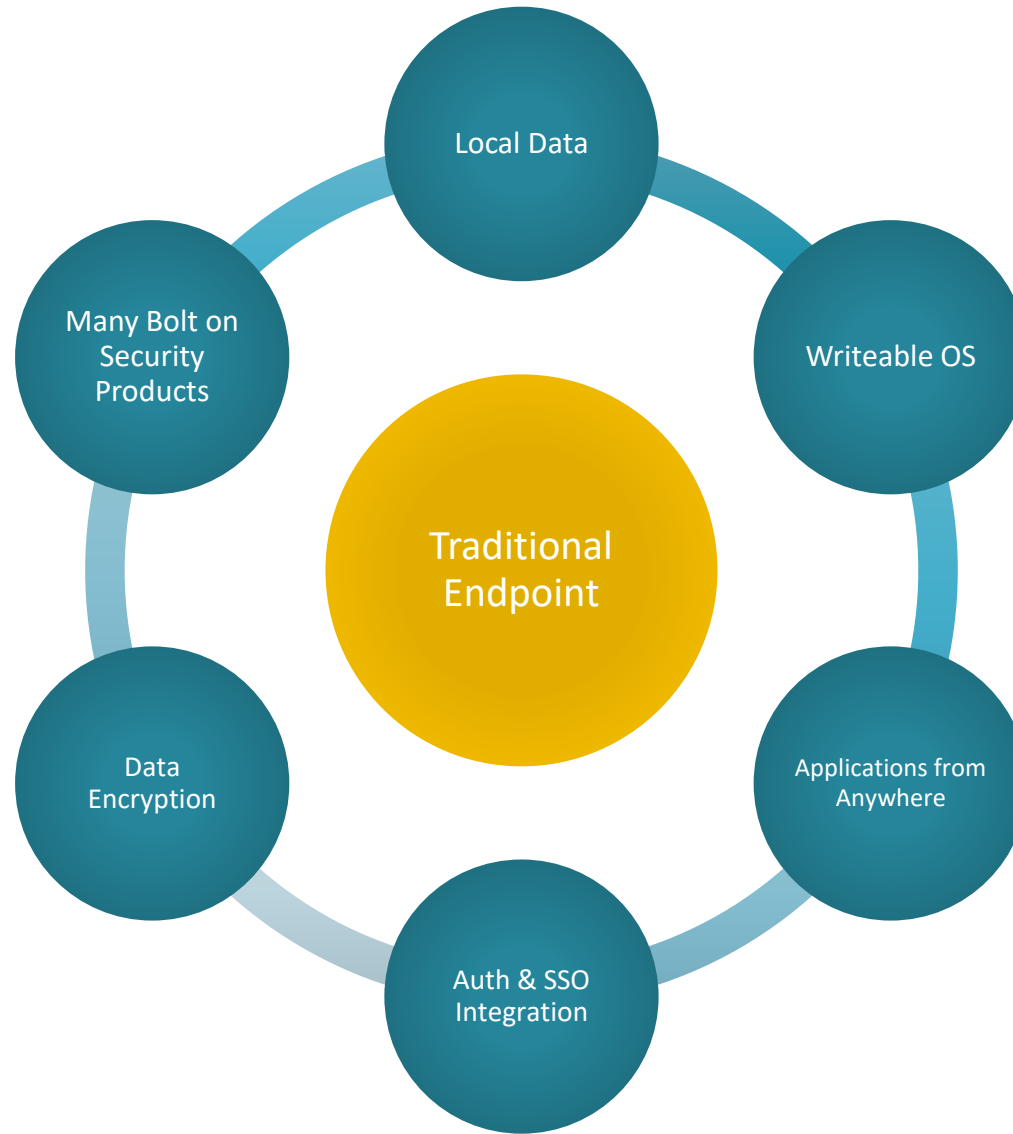 Local Data
Many Bolt on
Security
Products
Writeable OS
Traditional
Endpoint
Data
Encryption
Applications from
Anywhere
Auth & SSO
Integration